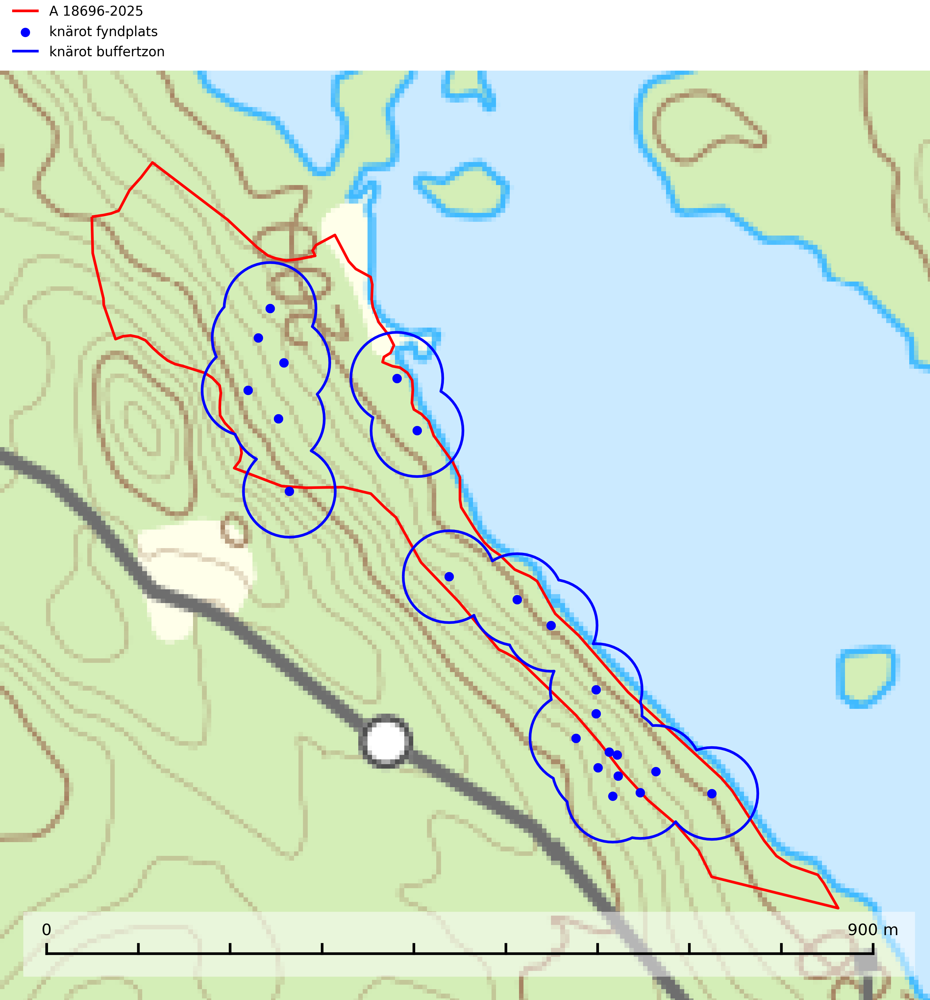 A 18696-2025
knärot fyndplats
knärot buffertzon
0
900 m